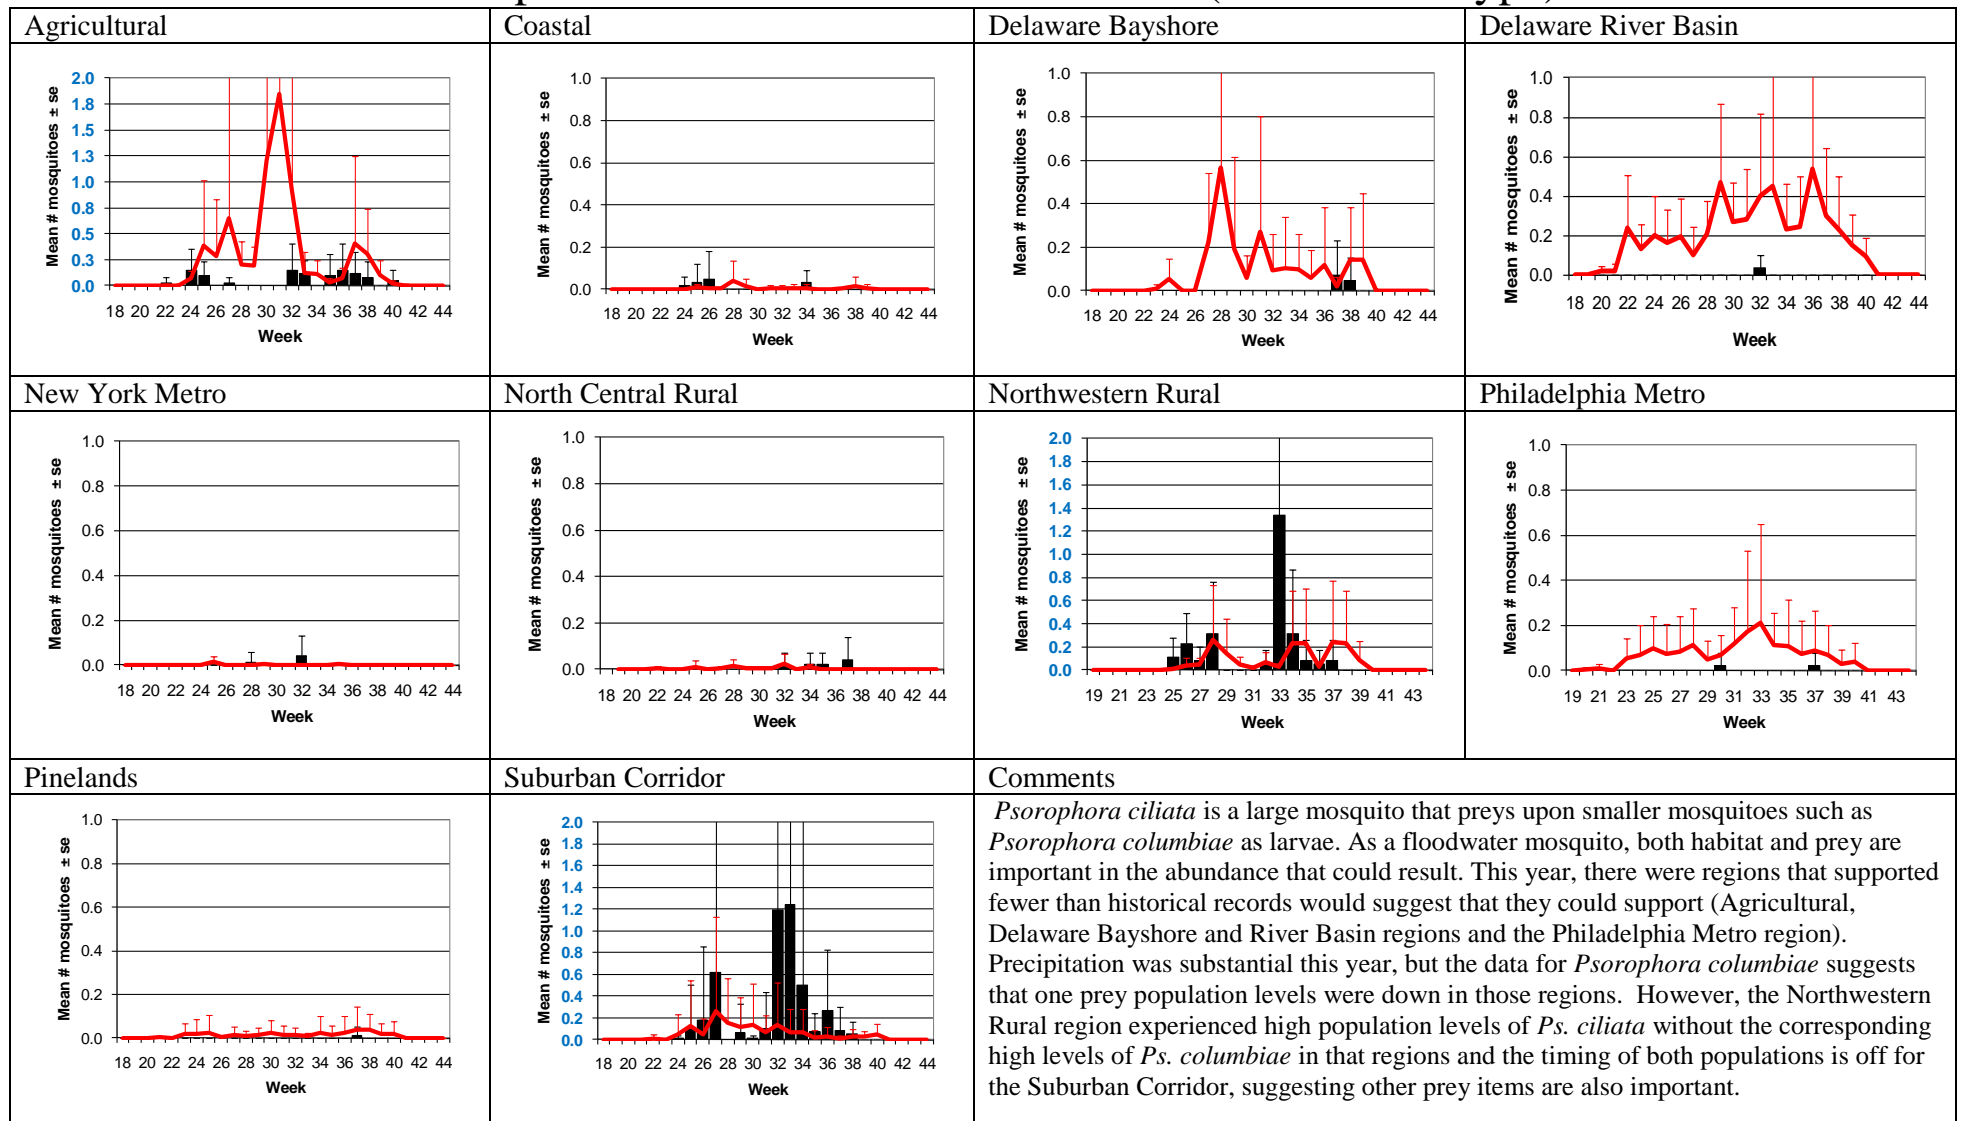 Agricultural
Coastal
Delaware Bayshore
Delaware River Basin
Mean # mosquitoes ± se
2.0
1.8
1.5
1.3
1.0
0.8
0.5
0.3
0.0
18 20 22 24 26 28 30 32 34 36 38 40 42 44
Week
Mean # mosquitoes ± se
1.0
0.8
0.6
0.4
0.2
0.0
18 20 22 24 26 28 30 32 34 36 38 40 42 44
Week
Mean # mosquitoes ± se
1.0
0.8
0.6
0.4
0.2
0.0
18 20 22 24 26 28 30 32 34 36 38 40 42 44
Week
Mean # mosquitoes ± se
1.0
0.8
0.6
0.4
0.2
0.0
18 20 22 24 26 28 30 32 34 36 38 40 42 44
Week
New York Metro
North Central Rural
Northwestern Rural
Philadelphia Metro
Mean # mosquitoes ± se
1.0
0.8
0.6
0.4
0.2
0.0
18 20 22 24 26 28 30 32 34 36 38 40 42 44
Week
Mean # mosquitoes ± se
1.0
0.8
0.6
0.4
0.2
0.0
18 20 22 24 26 28 30 32 34 36 38 40 42 44
Week
Mean # mosquitoes ± se
2.0
1.8
1.6
1.4
1.2
1.0
0.8
0.6
0.4
0.2
0.0
19 21 23 25 27 29 31 33 35 37 39 41 43
Week
Mean # mosquitoes ± se
1.0
0.8
0.6
0.4
0.2
0.0
19 21 23 25 27 29 31 33 35 37 39 41 43
Week
Pinelands
Suburban Corridor
Comments
Mean # mosquitoes ± se
1.0
0.8
0.6
0.4
0.2
0.0
18 20 22 24 26 28 30 32 34 36 38 40 42 44
Week
Mean # mosquitoes ± se
2.0
1.8
1.6
1.4
1.2
1.0
0.8
0.6
0.4
0.2
0.0
18 20 22 24 26 28 30 32 34 36 38 40 42 44
Week
Psorophora ciliata is a large mosquito that preys upon smaller mosquitoes such as
Psorophora columbiae as larvae. As a floodwater mosquito, both habitat and prey are
important in the abundance that could result. This year, there were regions that supported
fewer than historical records would suggest that they could support (Agricultural,
Delaware Bayshore and River Basin regions and the Philadelphia Metro region).
Precipitation was substantial this year, but the data for Psorophora columbiae suggests
that one prey population levels were down in those regions. However, the Northwestern
Rural region experienced high population levels of Ps. ciliata without the corresponding
high levels of Ps. columbiae in that regions and the timing of both populations is off for
the Suburban Corridor, suggesting other prey items are also important.